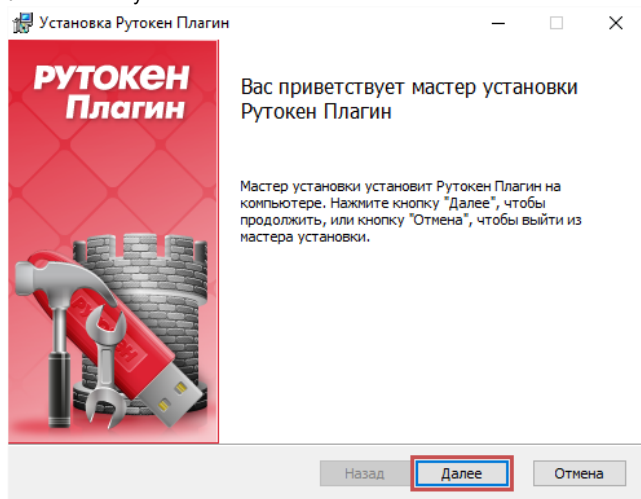 Установка Рутокен Плагин
рутокен
Плагин
Вас приветствует мастер установки
Рутокен Плагин
Мастер установки установит Рутокен Плагин на
компьютере. Нажмите кнопку "Далее", чтобы
продолжить, или кнопку "Отмена", чтобы выйти из
мастера установки.
Назад
Далее
Отмена